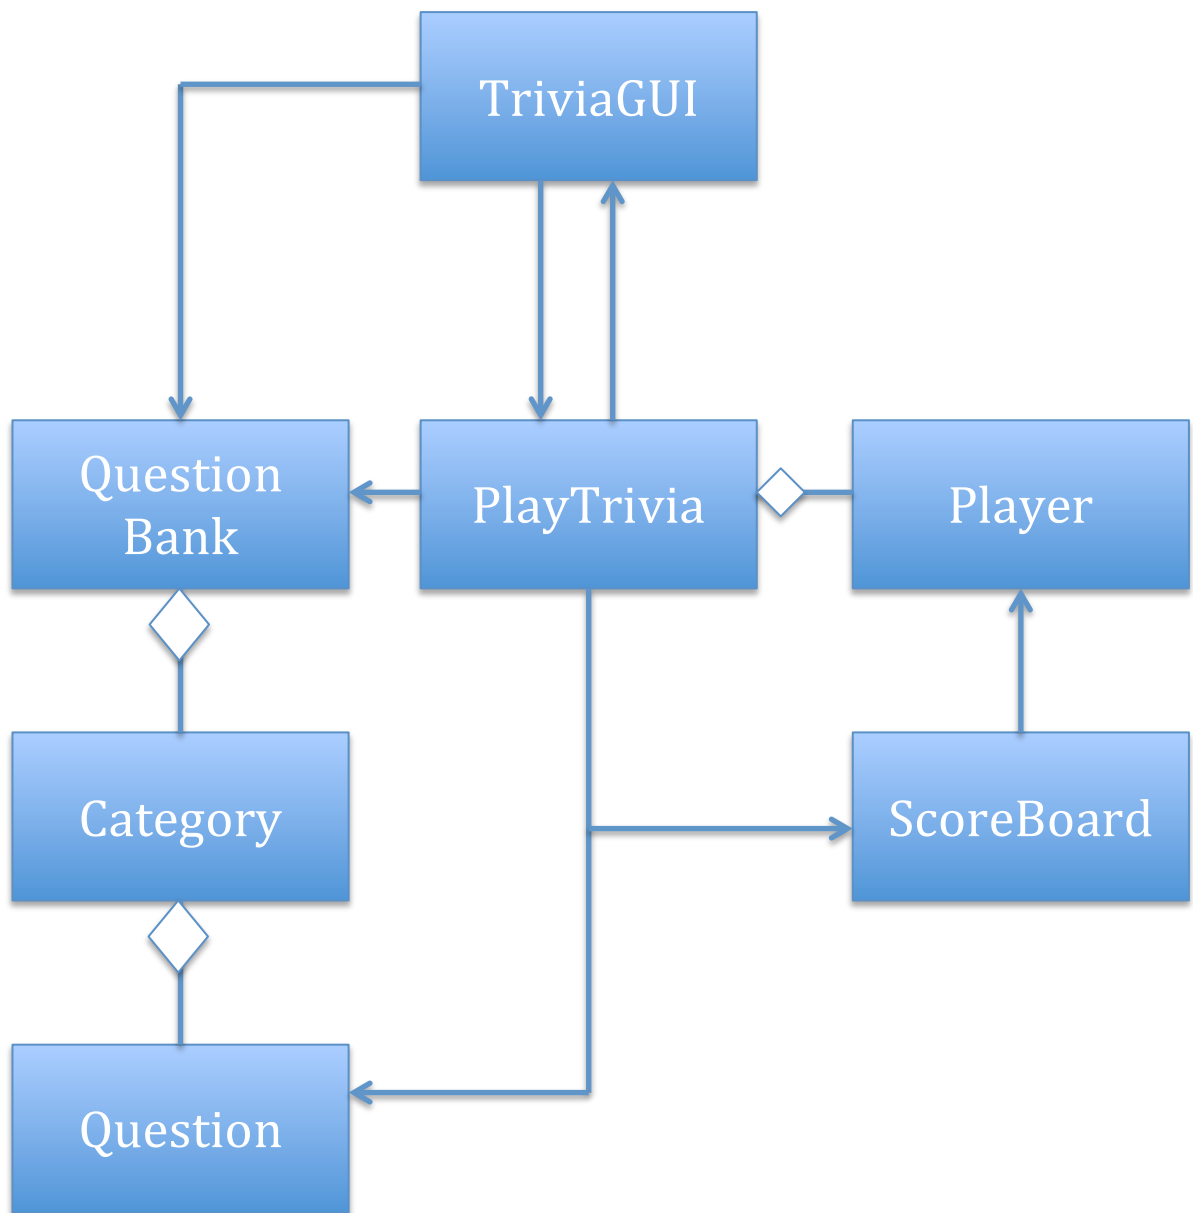 TriviaGUI
Question
Bank
PlayTrivia
Player
Category
ScoreBoard
Question